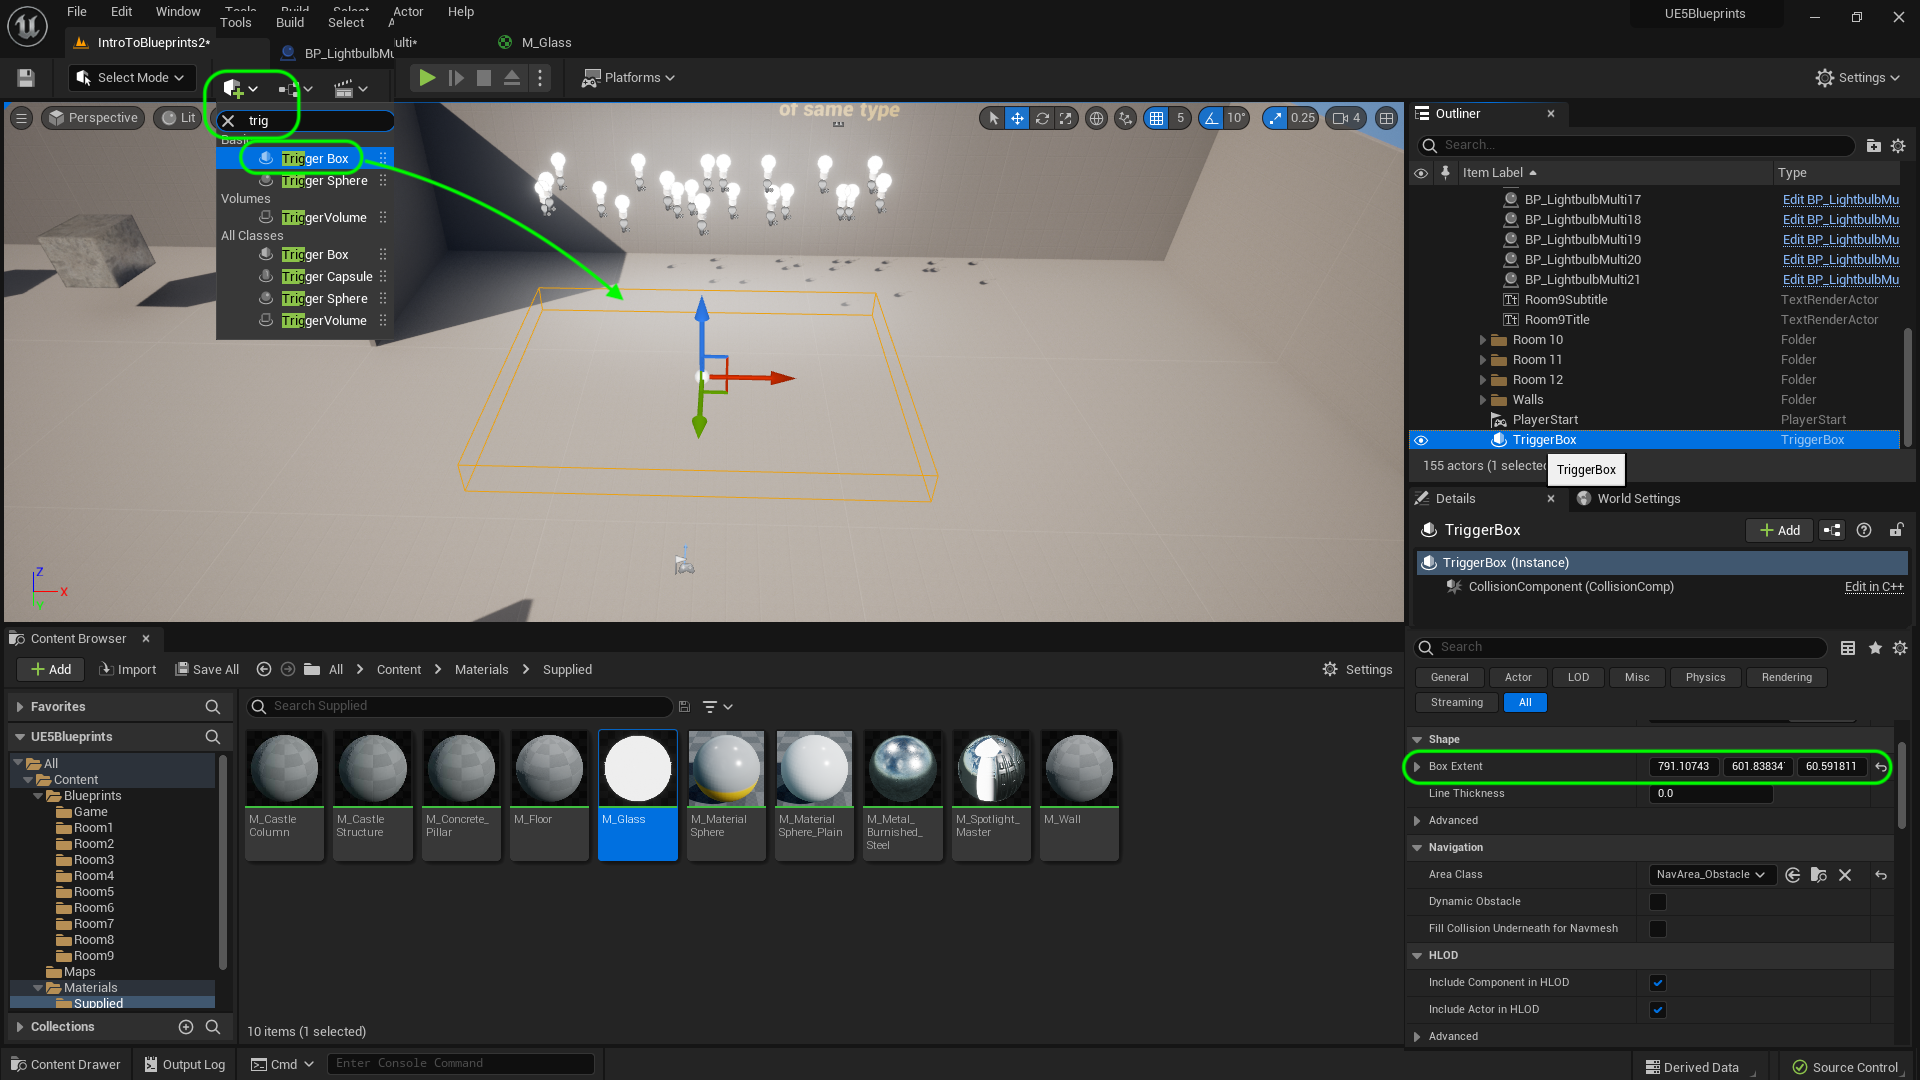 File Edit Window Tools Build Select Actor Help
UE5Blueprints
Tools Build Select
IntroToBlueprints2*
BP_LightbulbMu
ulti*
M_Glass
Select Mode
Platforms
Settings
Perspective
Lit
trig
of same type
5
10°
0.25
4
Basic
Trigger Box
Trigger Sphere
Volumes
TriggerVolume
All Classes
Trigger Box
Trigger Capsule
Trigger Sphere
TriggerVolume
Z
X
Y
Outliner
Search...
Item Label
Type
BP_LightbulbMulti17 Edit BP_LightbulbMu
BP_LightbulbMulti18 Edit BP_LightbulbMu
BP_LightbulbMulti19 Edit BP_LightbulbMu
BP_LightbulbMulti20 Edit BP_LightbulbMu
BP_LightbulbMulti21 Edit BP_LightbulbMu
Room9Subtitle TextRenderActor
Room9Title TextRenderActor
Room 10 Folder
Room 11 Folder
Room 12 Folder
Walls Folder
PlayerStart PlayerStart
TriggerBox TriggerBox
155 actors (1 selecte
TriggerBox
Details
World Settings
TriggerBox
Add
TriggerBox (Instance)
CollisionComponent (CollisionComp) Edit in C++
Search
General Actor LOD Misc Physics Rendering
Streaming All
Shape
Box Extent 791.10743 601.83834 60.591811
Line Thickness 0.0
Advanced
Navigation
Area Class NavArea_Obstacle
Dynamic Obstacle
Fill Collision Underneath for Navmesh
HLOD
Include Component in HLOD
Include Actor in HLOD
Advanced
Content Browser
Add Import Save All All Content Materials Supplied Settings
Favorites
UE5Blueprints
All
Content
Blueprints
Game
Room1
Room2
Room3
Room4
Room5
Room6
Room7
Room8
Room9
Maps
Materials
Supplied
Collections
Search Supplied
M_Castle
Column
M_Castle
Structure
M_Concrete_
Pillar
M_Floor
M_Glass
M_Material
Sphere
M_Material
Sphere_Plain
M_Metal_
Burnished_
Steel
M_Spotlight_
Master
M_Wall
10 items (1 selected)
Content Drawer Output Log Cmd Enter Console Command
Derived Data Source Control